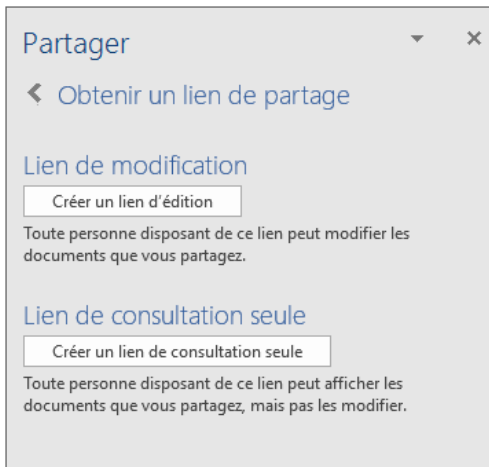 Partager
Obtenir un lien de partage
Lien de modification
Créer un lien d'édition
Toute personne disposant de ce lien peut modifier les
documents que vous partagez.
Lien de consultation seule
Créer un lien de consultation seule
Toute personne disposant de ce lien peut afficher les
documents que vous partagez, mais pas les modifier.